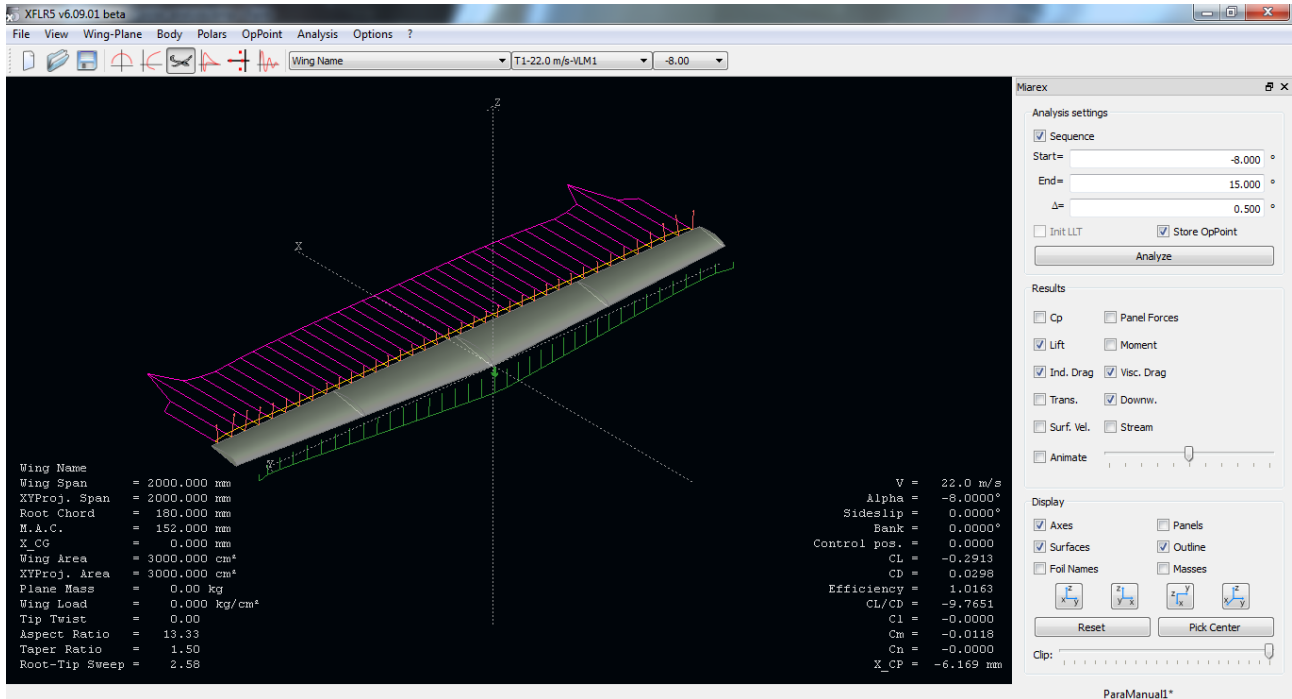 XFLR5 v6.09.01 beta
File View Wing-Plane Body Polars OpPoint Analysis Options ?
Wing Name T1-22.0 m/s-VLM1 -8.00
Z
X
Y
Wing Name
Wing Span = 2000.000 mm
XYProj. Span = 2000.000 mm
Root Chord = 180.000 mm
M.A.C. = 152.000 mm
X_CG = 0.000 mm
Wing Area = 3000.000 cm²
XYProj. Area = 3000.000 cm²
Plane Mass = 0.00 kg
Wing Load = 0.000 kg/cm²
Tip Twist = 0.00
Aspect Ratio = 13.33
Taper Ratio = 1.50
Root-Tip Sweep = 2.58
V = 22.0 m/s
Alpha = -8.0000°
Sideslip = 0.0000°
Bank = 0.0000°
Control pos. = 0.0000
CL = -0.2913
CD = 0.0298
Efficiency = 1.0163
CL/CD = -9.7651
Cl = -0.0000
Cm = -0.0118
Cn = -0.0000
X_CP = -6.169 mm
Miarex
Analysis settings
Sequence
Start= -8.000 °
End= 15.000 °
Δ= 0.500 °
Init LLT Store OpPoint
Analyze
Results
Cp Panel Forces
Lift Moment
Ind. Drag Visc. Drag
Trans. Downw.
Surf. Vel. Stream
Animate
Display
Axes Panels
Surfaces Outline
Foil Names Masses
z x y z y x z y x z x y
Reset Pick Center
Clip:
ParaManual1*